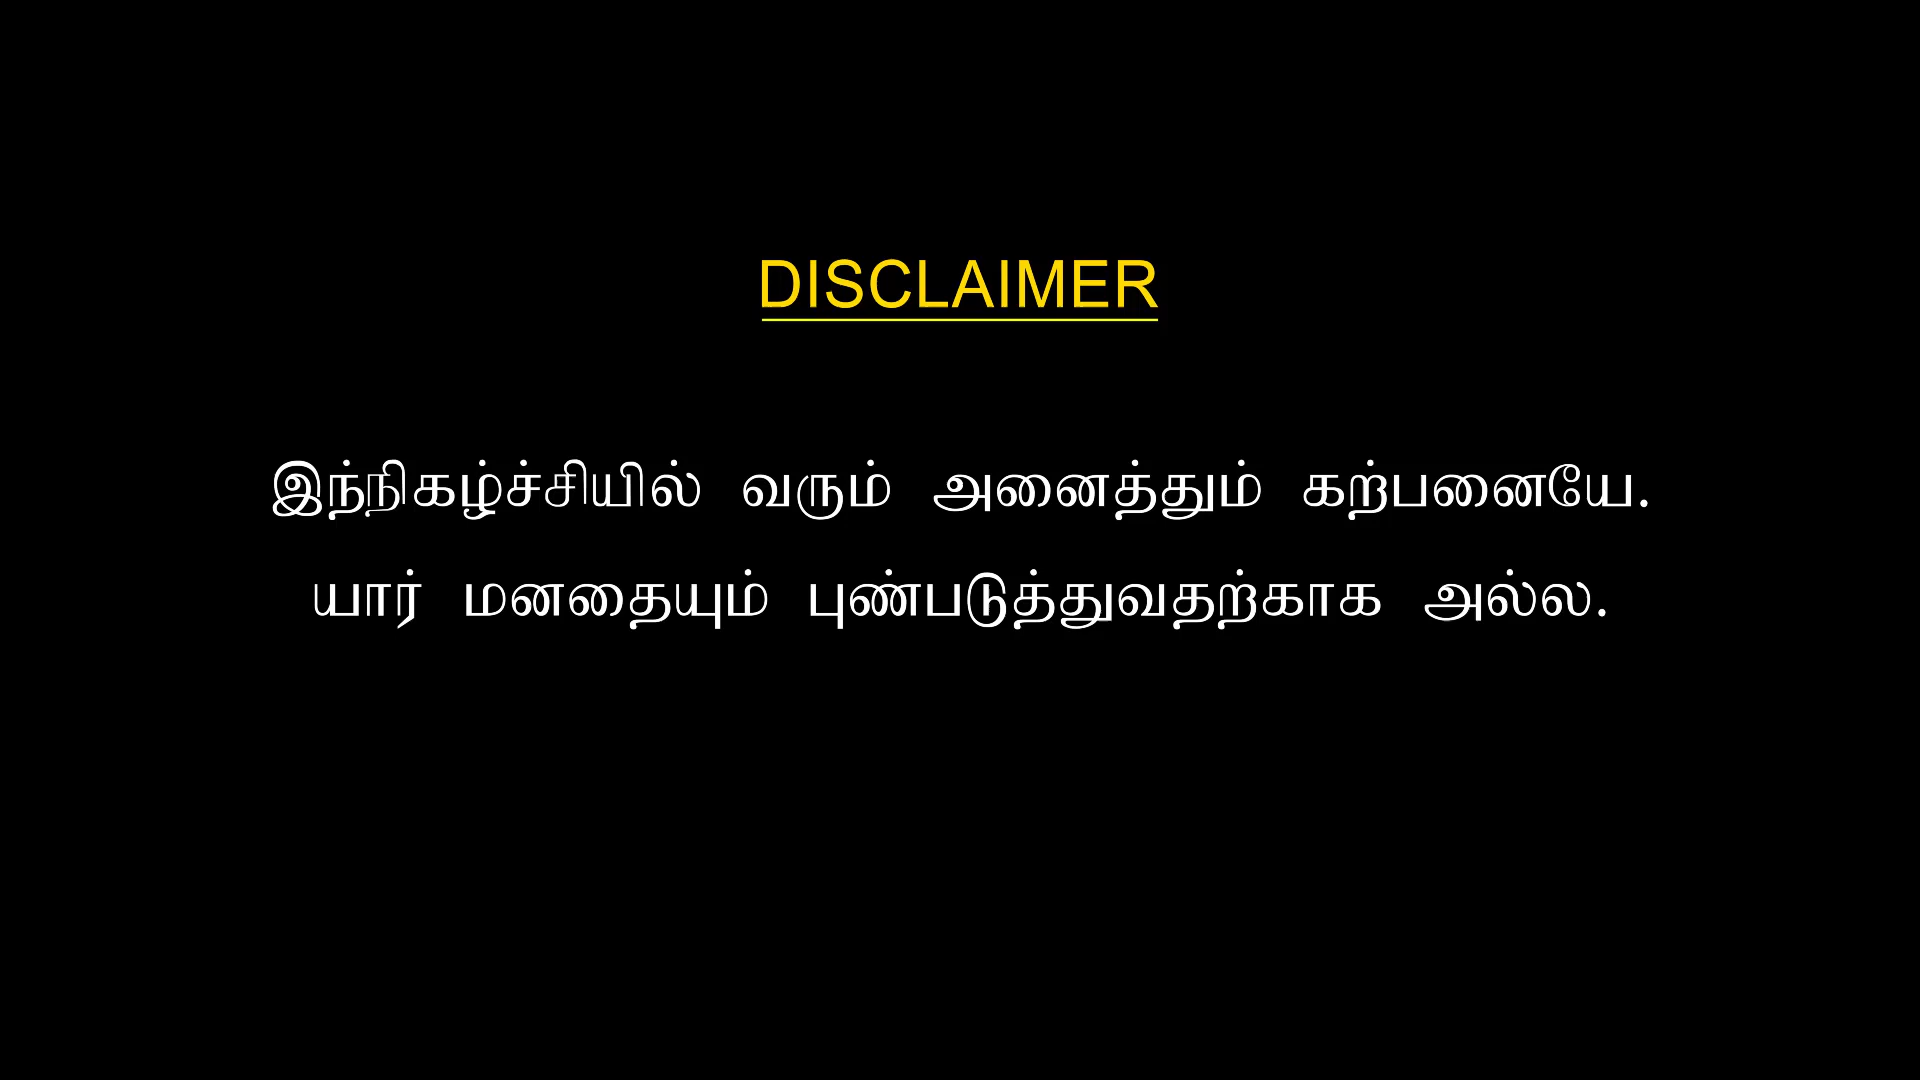 DISCLAIMER
இந்நிகழ்ச்சியில் வரும் அனைத்தும் கற்பனையே.
யார் மனதையும் புண்படுத்துவதற்காக அல்ல.